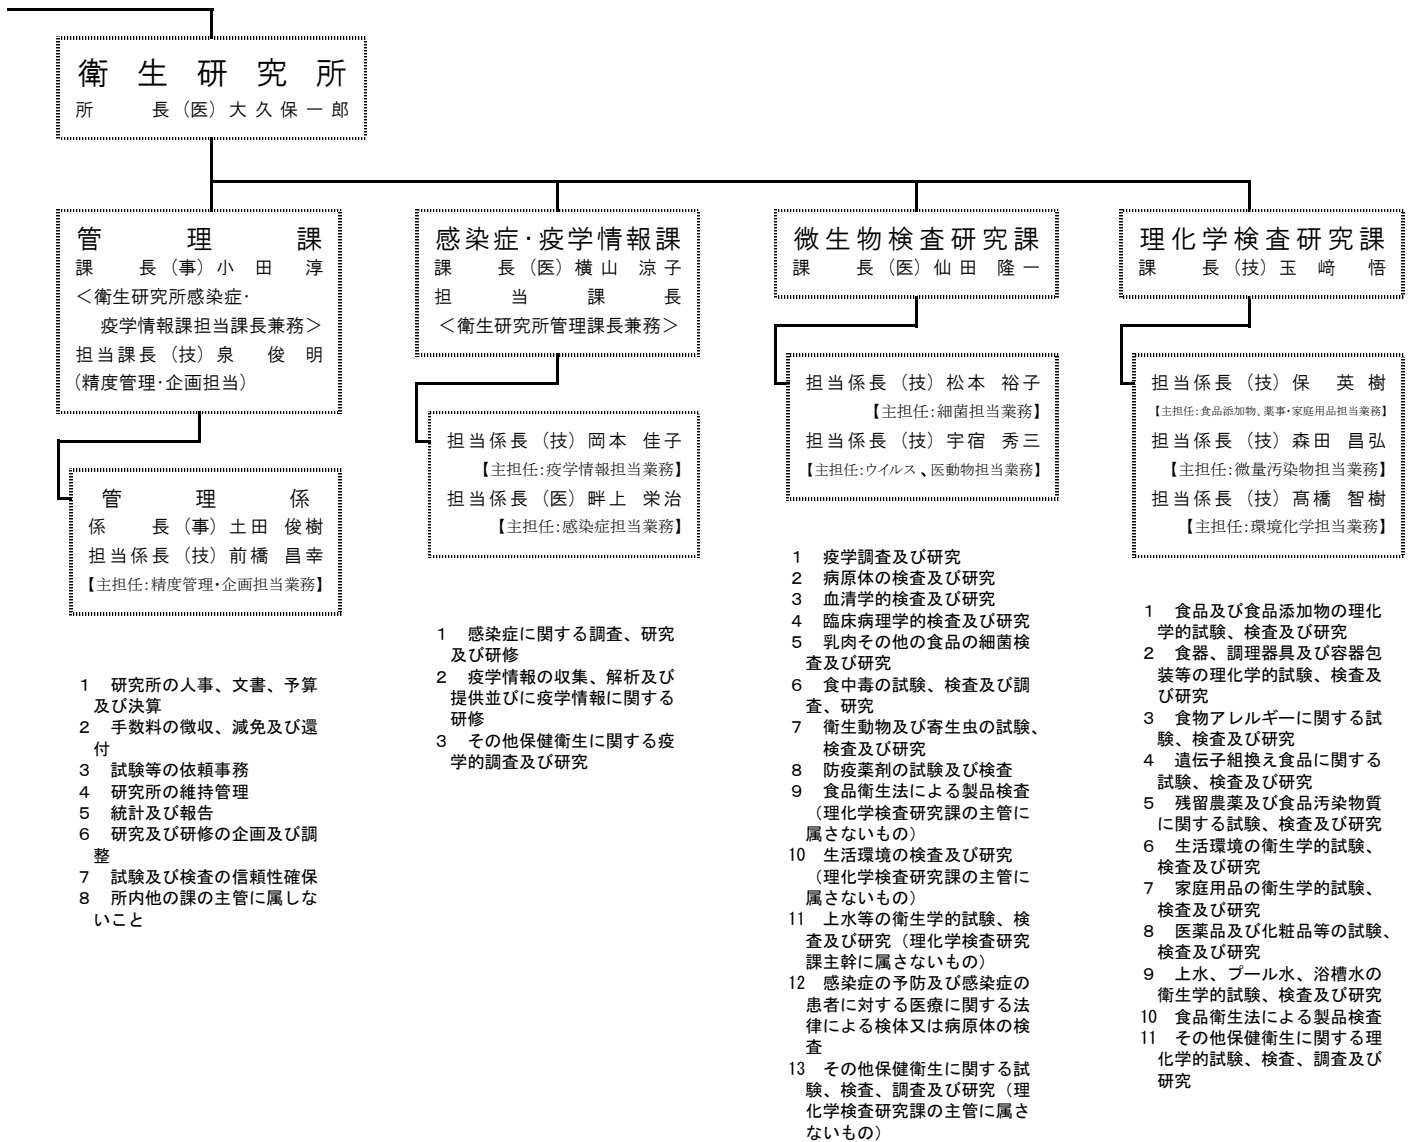 衛生研究所
所長（医）大久保一郎
管理課
課長（事）小田淳
＜衛生研究所感染症・
疫学情報課担当課長兼務＞
担当課長（技）泉俊明
（精度管理・企画担当）
管理係
係長（事）土田俊樹
担当係長（技）前橋昌幸
【主担任：精度管理・企画担当業務】
1 研究所の人事、文書、予算
及び決算
2 手数料の徴収、減免及び還
付
3 試験等の依頼事務
4 研究所の維持管理
5 統計及び報告
6 研究及び研修の企画及び調
整
7 試験及び検査の信頼性確保
8 所内他の課の主管に属しな
いこと
感染症・疫学情報課
課長（医）横山涼子
担当課長
＜衛生研究所管理課長兼務＞
担当係長（技）岡本佳子
【主担任：疫学情報担当業務】
担当係長（医）畔上栄治
【主担任：感染症担当業務】
1 感染症に関する調査、研究
及び研修
2 疫学情報の収集、解析及び
提供並びに疫学情報に関する
研修
3 その他保健衛生に関する疫
学的調査及び研究
微生物検査研究課
課長（医）仙田隆一
担当係長（技）松本裕子
【主担任：細菌担当業務】
担当係長（技）宇宿秀三
【主担任：ウイルス、医動物担当業務】
1 疫学調査及び研究
2 病原体の検査及び研究
3 血清学的検査及び研究
4 臨床病理学的検査及び研究
5 乳肉その他の食品の細菌検
査及び研究
6 食中毒の試験、検査及び調
査、研究
7 衛生動物及び寄生虫の試験、
検査及び研究
8 防疫薬剤の試験及び検査
9 食品衛生法による製品検査
（理化学検査研究課の主管に
属さないもの）
10 生活環境の検査及び研究
（理化学検査研究課の主管に
属さないもの）
11 上水等の衛生学的試験、検
査及び研究（理化学検査研究
課主幹に属さないもの）
12 感染症の予防及び感染症の
患者に対する医療に関する法
律による検体又は病原体の検
査
13 その他保健衛生に関する試
験、検査、調査及び研究（理
化学検査研究課の主管に属さ
ないもの）
理化学検査研究課
課長（技）玉﨑悟
担当係長（技）保英樹
【主担任：食品添加物、薬事・家庭用品担当業務】
担当係長（技）森田昌弘
【主担任：微量汚染物担当業務】
担当係長（技）髙橋智樹
【主担任：環境化学担当業務】
1 食品及び食品添加物の理化
学的試験、検査及び研究
2 食器、調理器具及び容器包
装等の理化学的試験、検査及
び研究
3 食物アレルギーに関する試
験、検査及び研究
4 遺伝子組換え食品に関する
試験、検査及び研究
5 残留農薬及び食品汚染物質
に関する試験、検査及び研究
6 生活環境の衛生学的試験、
検査及び研究
7 家庭用品の衛生学的試験、
検査及び研究
8 医薬品及び化粧品等の試験、
検査及び研究
9 上水、プール水、浴槽水の
衛生学的試験、検査及び研究
10 食品衛生法による製品検査
11 その他保健衛生に関する理
化学的試験、検査、調査及び
研究